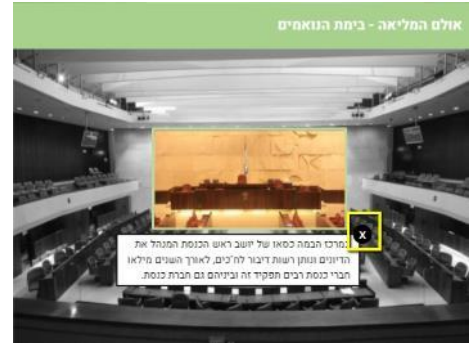 אולם המליאה - בימת הנואמים
X
במרכז הבמה כסאו של יושב ראש הכנסת המנהל את
הדיונים ונותן רשות דיבור לח"כים, לאורך השנים מילאו
חברי כנסת רבים תפקיד זה וביניהם גם חברת כנסת.